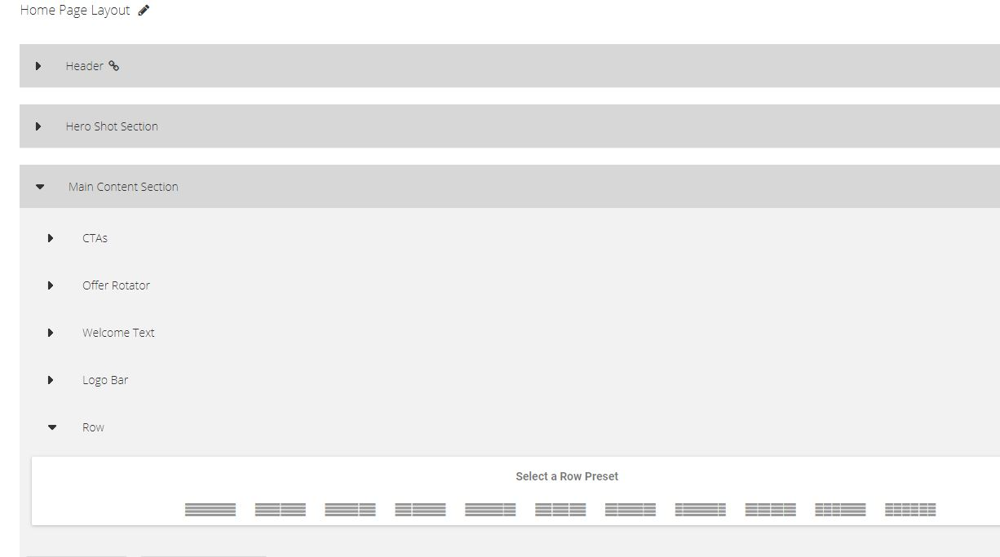 Home Page Layout
Header
Hero Shot Section
Main Content Section
CTAs
Offer Rotator
Welcome Text
Logo Bar
Row
Select a Row Preset